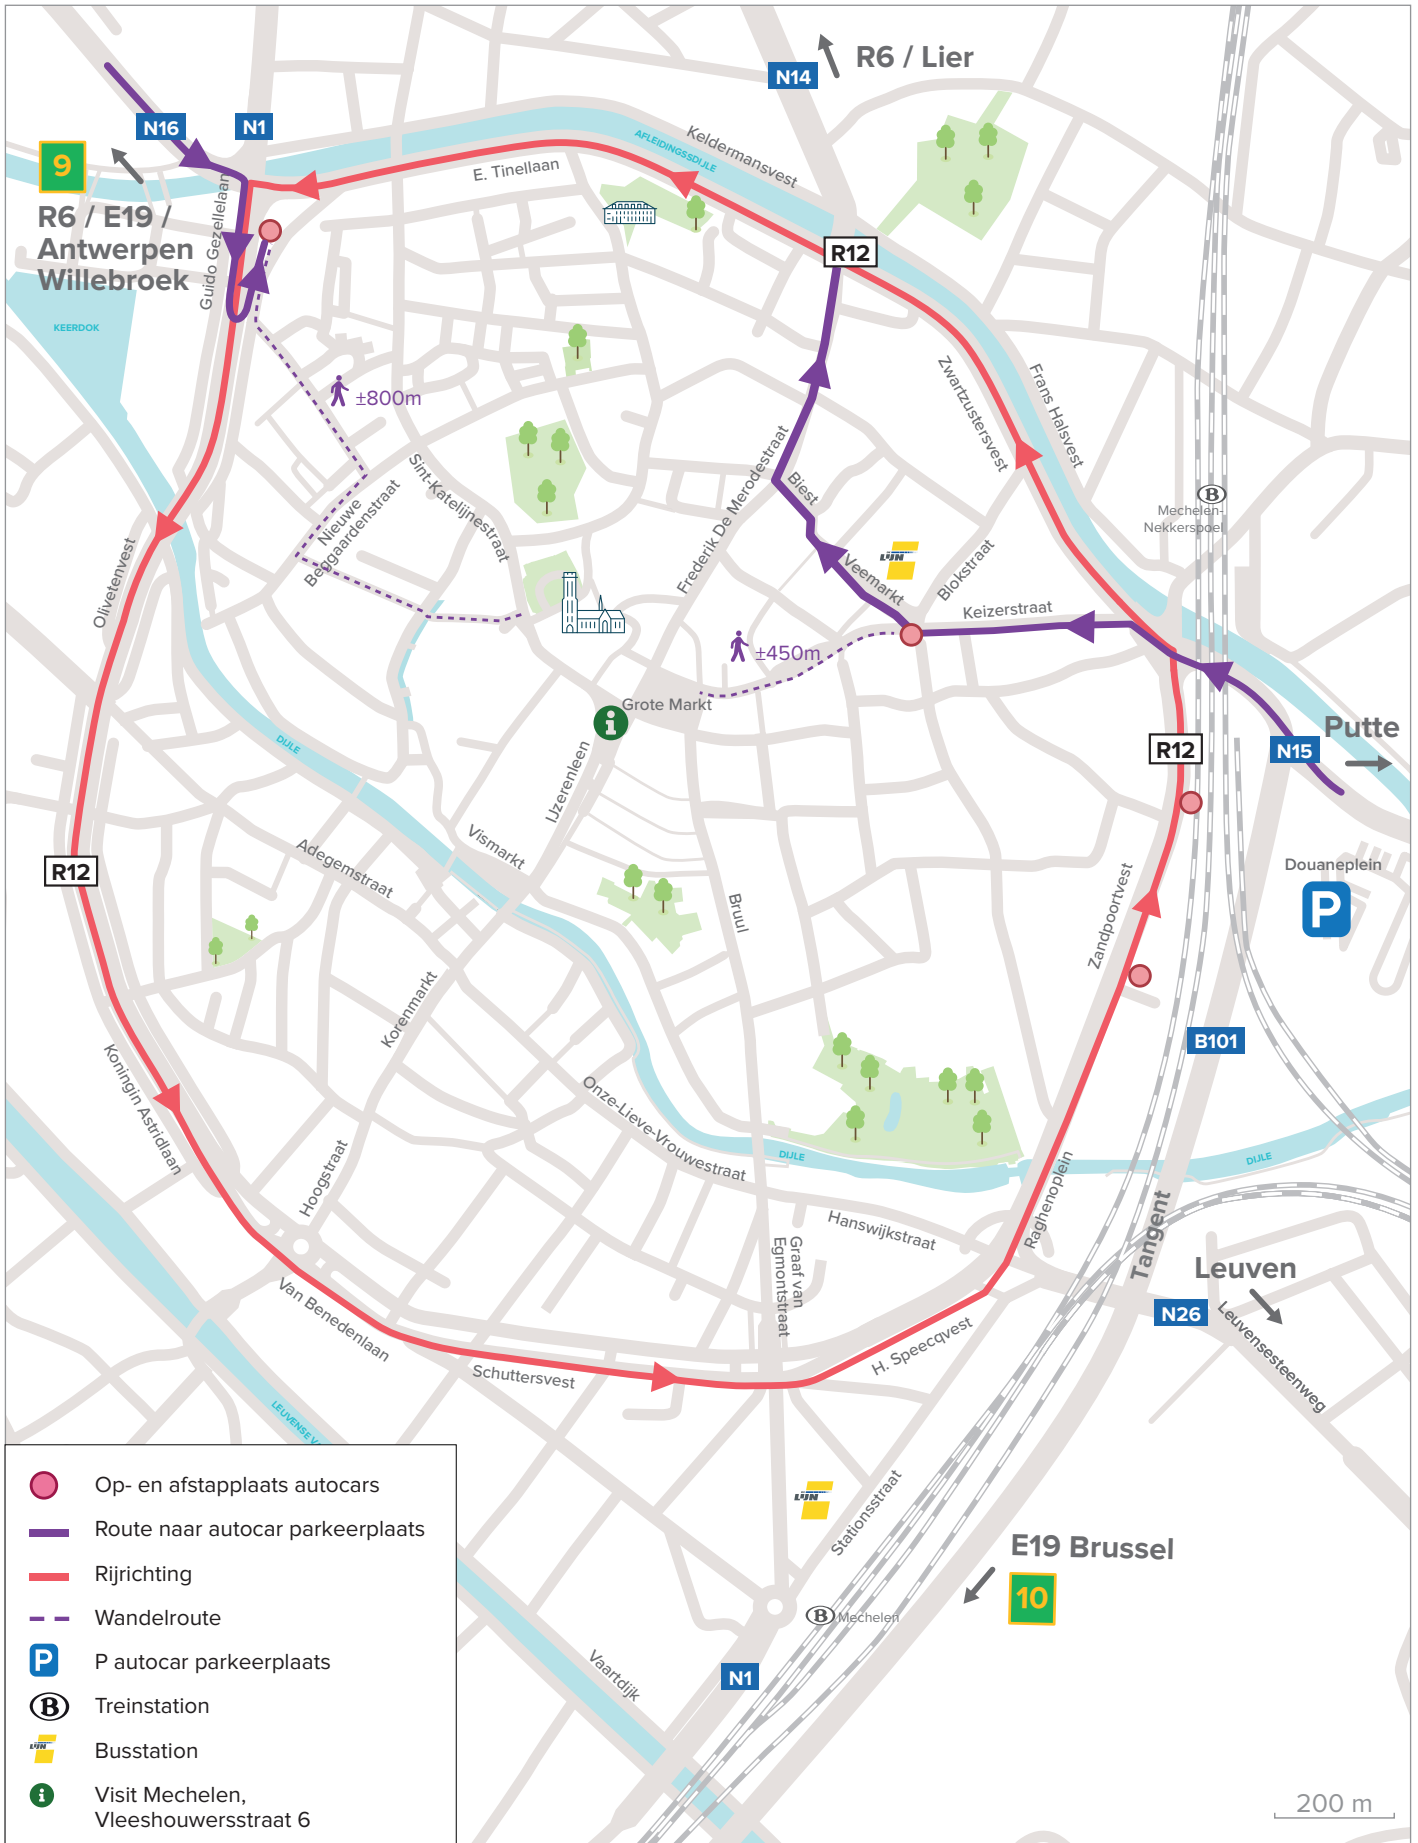 R6 / Lier
N14
N16
N1
9
R6 / E19 /
Antwerpen
Willebroek
Guido Gezellelaan
E. Tinellaan
AFLEIDINGSSDIJLE
Keldermansvest
R12
KEERDOK
±800m
Zwartzustersvest
Frans Halsvest
Frederik De Merodestraat
Biest
Sint-Katelijnestraat
Nieuwe
Beggaardenstraat
Mechelen-
Nekkerspoel
LIJN
Veemarkt
Blokstraat
Keizerstraat
Olivetenvest
±450m
Grote Markt
i
IJzerenleen
DIJLE
R12
N15
Putte
Vismarkt
Adegemstraat
R12
Bruul
Zandpoortvest
Douaneplein
P
Korenmarkt
B101
Koningin Astridlaan
Onze-Lieve-Vrouwestraat
DIJLE
DIJLE
Hoogstraat
Hanswijkstraat
Raghenoplein
Tangent
Graaf van
Egmontstraat
Leuven
N26
Leuvensesteenweg
Van Benedenlaan
Schuttersvest
H. Speecqvest
LEUVENSE VA
LIJN
Stationsstraat
E19 Brussel
10
B
Mechelen
N1
Vaartdijk
Op- en afstapplaats autocars
Route naar autocar parkeerplaats
Rijrichting
Wandelroute
P
P autocar parkeerplaats
B
Treinstation
LIJN
Busstation
i
Visit Mechelen,
Vleeshouwersstraat 6
200 m
B